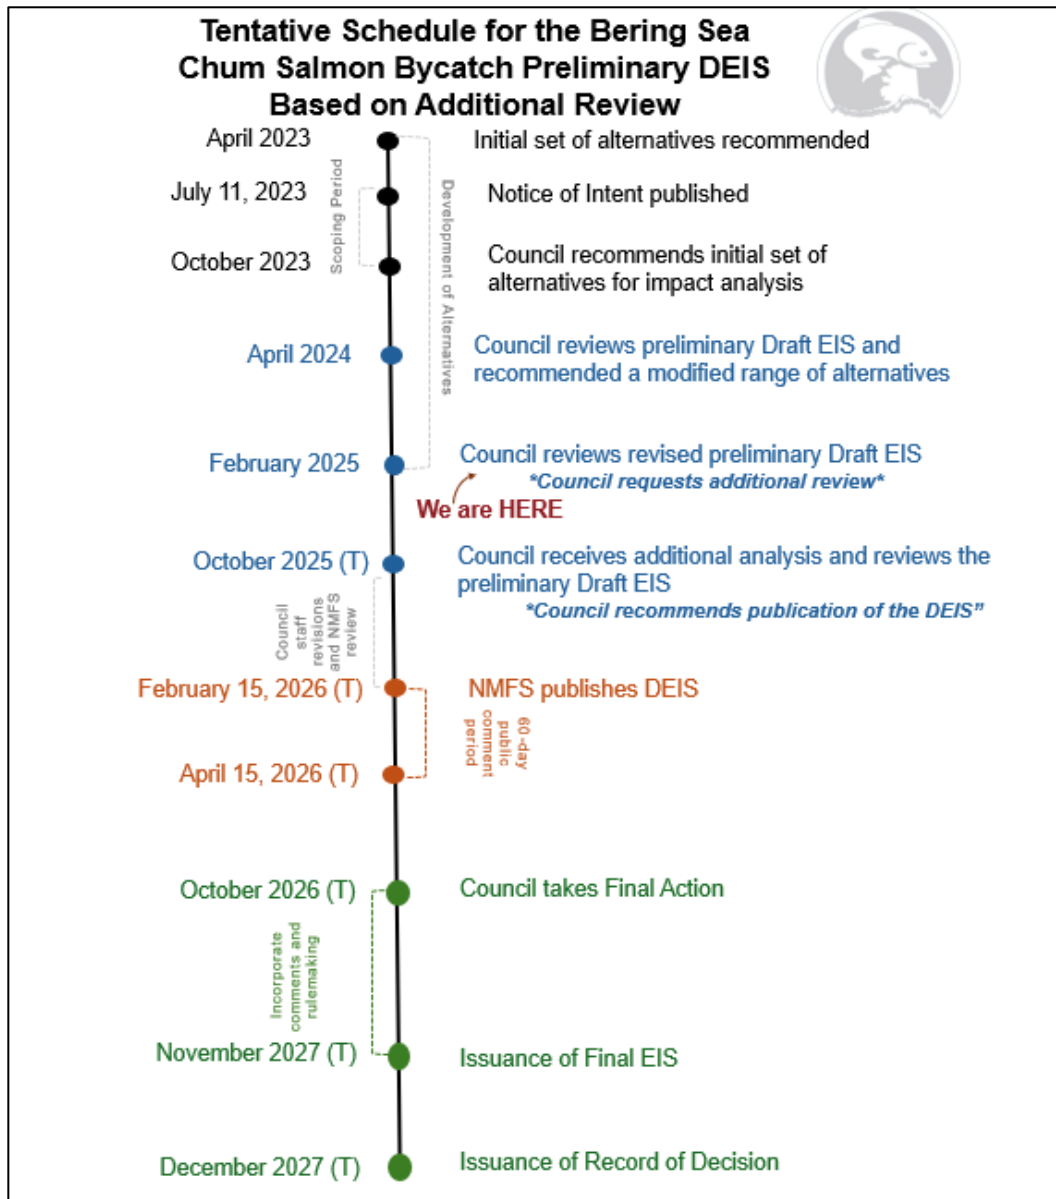 Tentative Schedule for the Bering Sea
Chum Salmon Bycatch Preliminary DEIS
Based on Additional Review
April 2023
Initial set of alternatives recommended
Scoping Period
Development of Alternatives
July 11, 2023
Notice of Intent published
October 2023
Council recommends initial set of
alternatives for impact analysis
April 2024
Council reviews preliminary Draft EIS and
recommended a modified range of alternatives
February 2025
Council reviews revised preliminary Draft EIS
*Council requests additional review*
We are HERE
October 2025 (T)
Council receives additional analysis and reviews the
preliminary Draft EIS
*Council recommends publication of the DEIS”
Council
staff
revisions
and NMFS
review
February 15, 2026 (T)
NMFS publishes DEIS
60-day
public
comment
period
April 15, 2026 (T)
October 2026 (T)
Council takes Final Action
Incorporate
comments and
rulemaking
November 2027 (T)
Issuance of Final EIS
December 2027 (T)
Issuance of Record of Decision